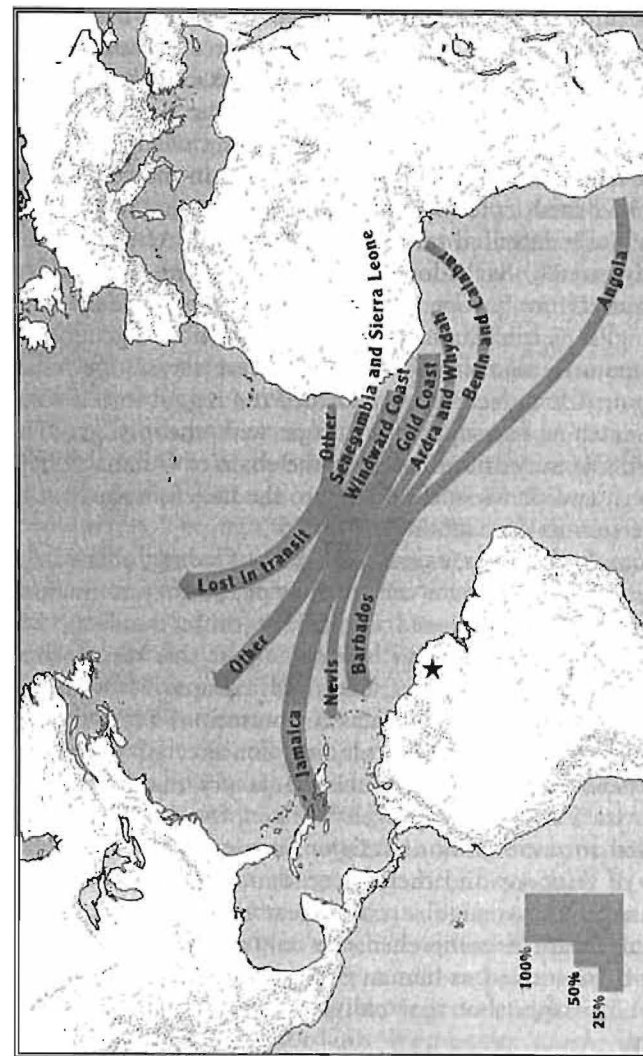 Lost in transit
Other
Jamaica
Nevis
Barbados
Other
Senegambia and Sierra Leone
Windward Coast
Gold Coast
Ardra and Whydah
Benin and Calabar
Angola
100%
50%
25%